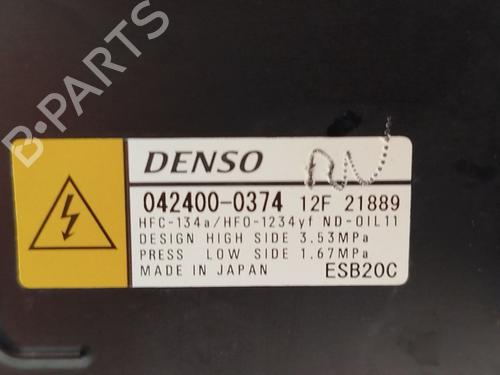 B-PARTS
DENSO
042400-0374 12F 21889
HFC-134a/HFO-1234yf ND-OIL11
DESIGN HIGH SIDE 3.53MPa
PRESS LOW SIDE 1.67MPa
MADE IN JAPAN ESB20C